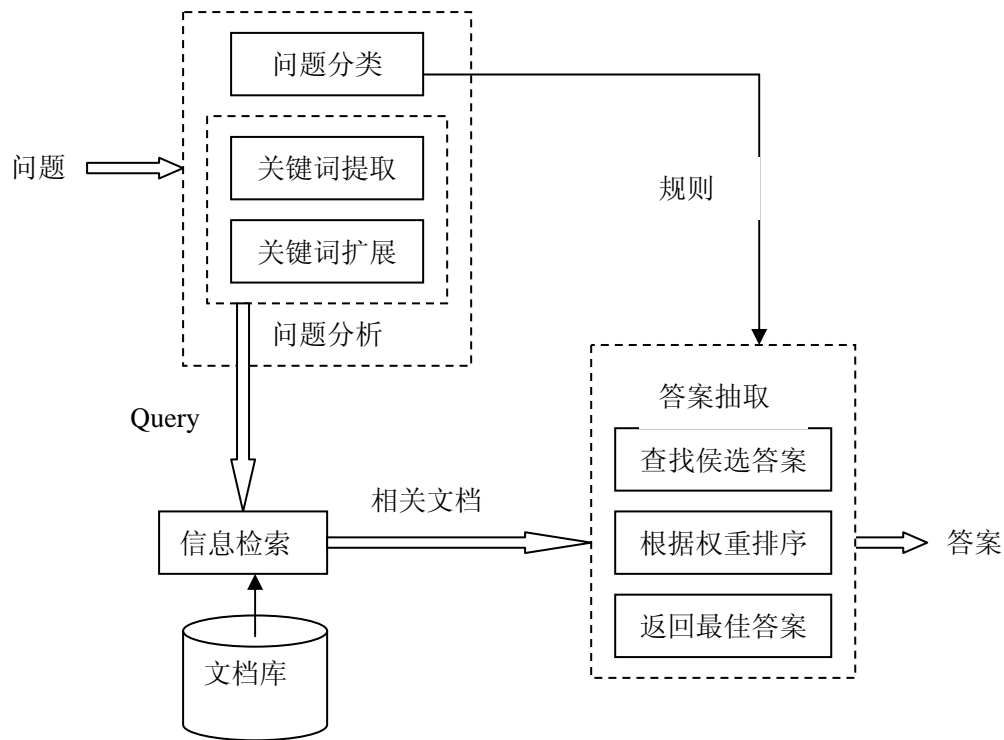 问题分类
问题
关键词提取
规则
关键词扩展
问题分析
Query
答案抽取
查找侯选答案
相关文档
信息检索
根据权重排序
答案
返回最佳答案
文档库